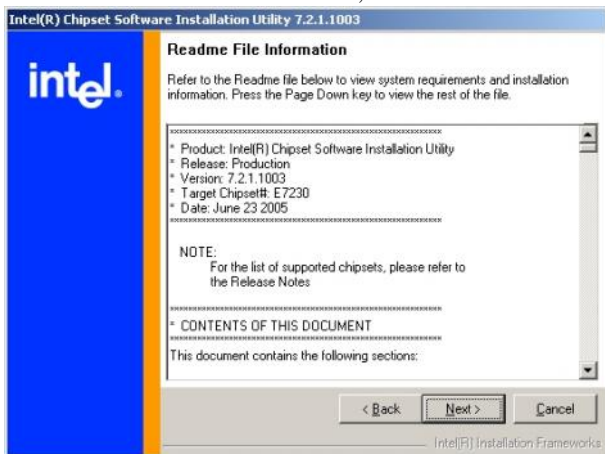 Intel(R) Chipset Software Installation Utility 7.2.1.1003
intel®
Readme File Information
Refer to the Readme file below to view system requirements and installation
information. Press the Page Down key to view the rest of the file.
* Product: Intel(R) Chipset Software Installation Utility
* Release: Production
* Version: 7.2.1.1003
* Target Chipset#: E7230
* Date: June 23 2005
NOTE:
For the list of supported chipsets, please refer to
the Release Notes
* CONTENTS OF THIS DOCUMENT
This document contains the following sections:
< Back Next > Cancel
Intel(R) Installation Frameworks